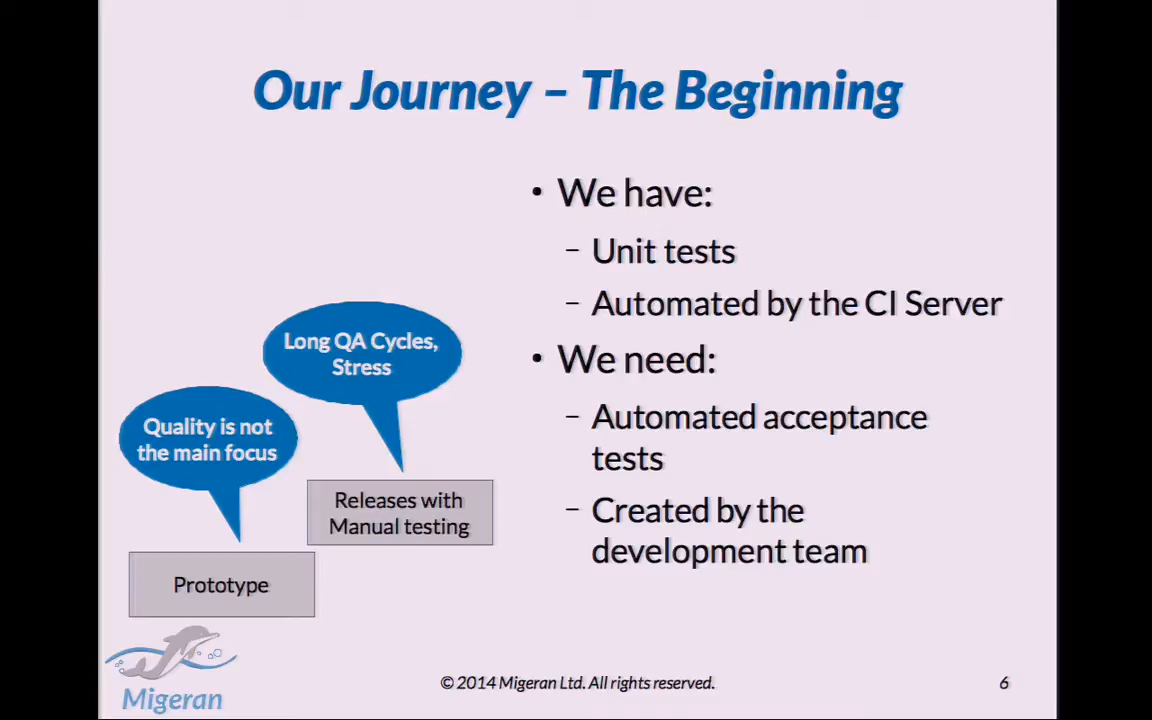 Our Journey – The Beginning
• We have:
– Unit tests
– Automated by the CI Server
• We need:
– Automated acceptance
tests
– Created by the
development team
Long QA Cycles,
Stress
Quality is not
the main focus
Releases with
Manual testing
Prototype
Migeran
© 2014 Migeran Ltd. All rights reserved.
6